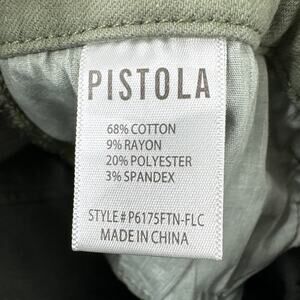 PISTOLA
68% COTTON
9% RAYON
20% POLYESTER
3% SPANDEX
STYLE # P6175FTN-FLC
MADE IN CHINA